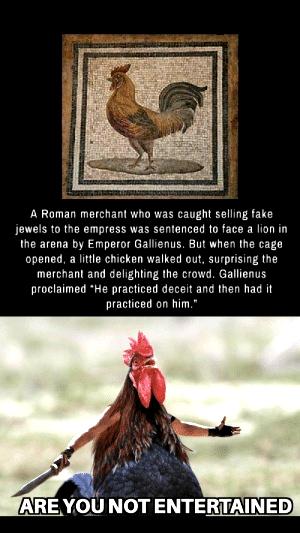 A Roman merchant who was caught selling fake
jewels to the empress was sentenced to face a lion in
the arena by Emperor Gallienus. But when the cage
opened, a little chicken walked out, surprising the
merchant and delighting the crowd. Gallienus
proclaimed "He practiced deceit and then had it
practiced on him."
ARE YOU NOT ENTERTAINED